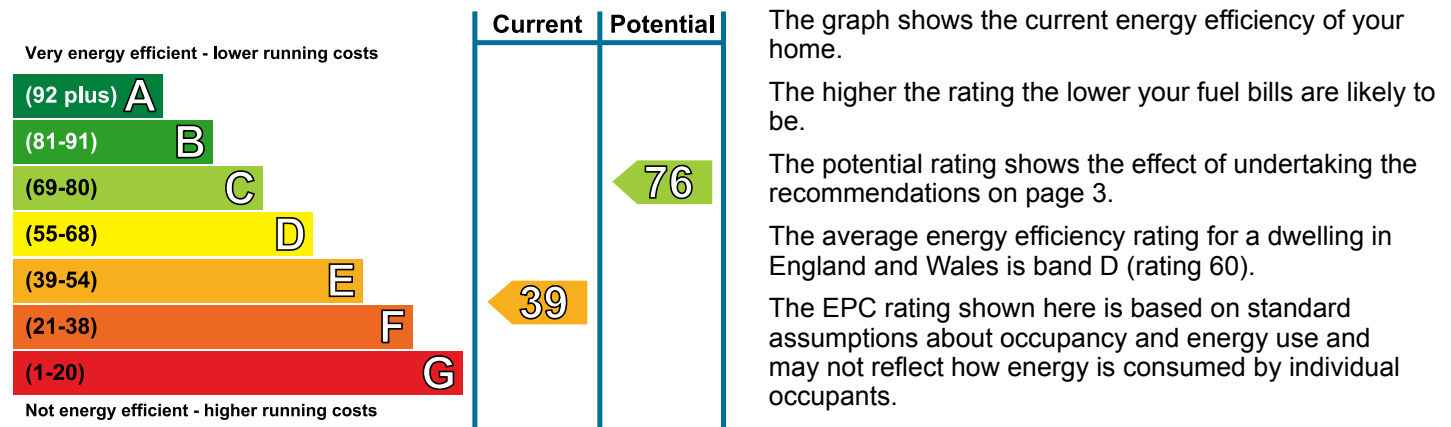 Current Potential
Very energy efficient - lower running costs
(92 plus) A
(81-91) B
(69-80) C
76
(55-68) D
(39-54) E
39
(21-38) F
(1-20) G
Not energy efficient - higher running costs
The graph shows the current energy efficiency of your
home.
The higher the rating the lower your fuel bills are likely to
be.
The potential rating shows the effect of undertaking the
recommendations on page 3.
The average energy efficiency rating for a dwelling in
England and Wales is band D (rating 60).
The EPC rating shown here is based on standard
assumptions about occupancy and energy use and
may not reflect how energy is consumed by individual
occupants.